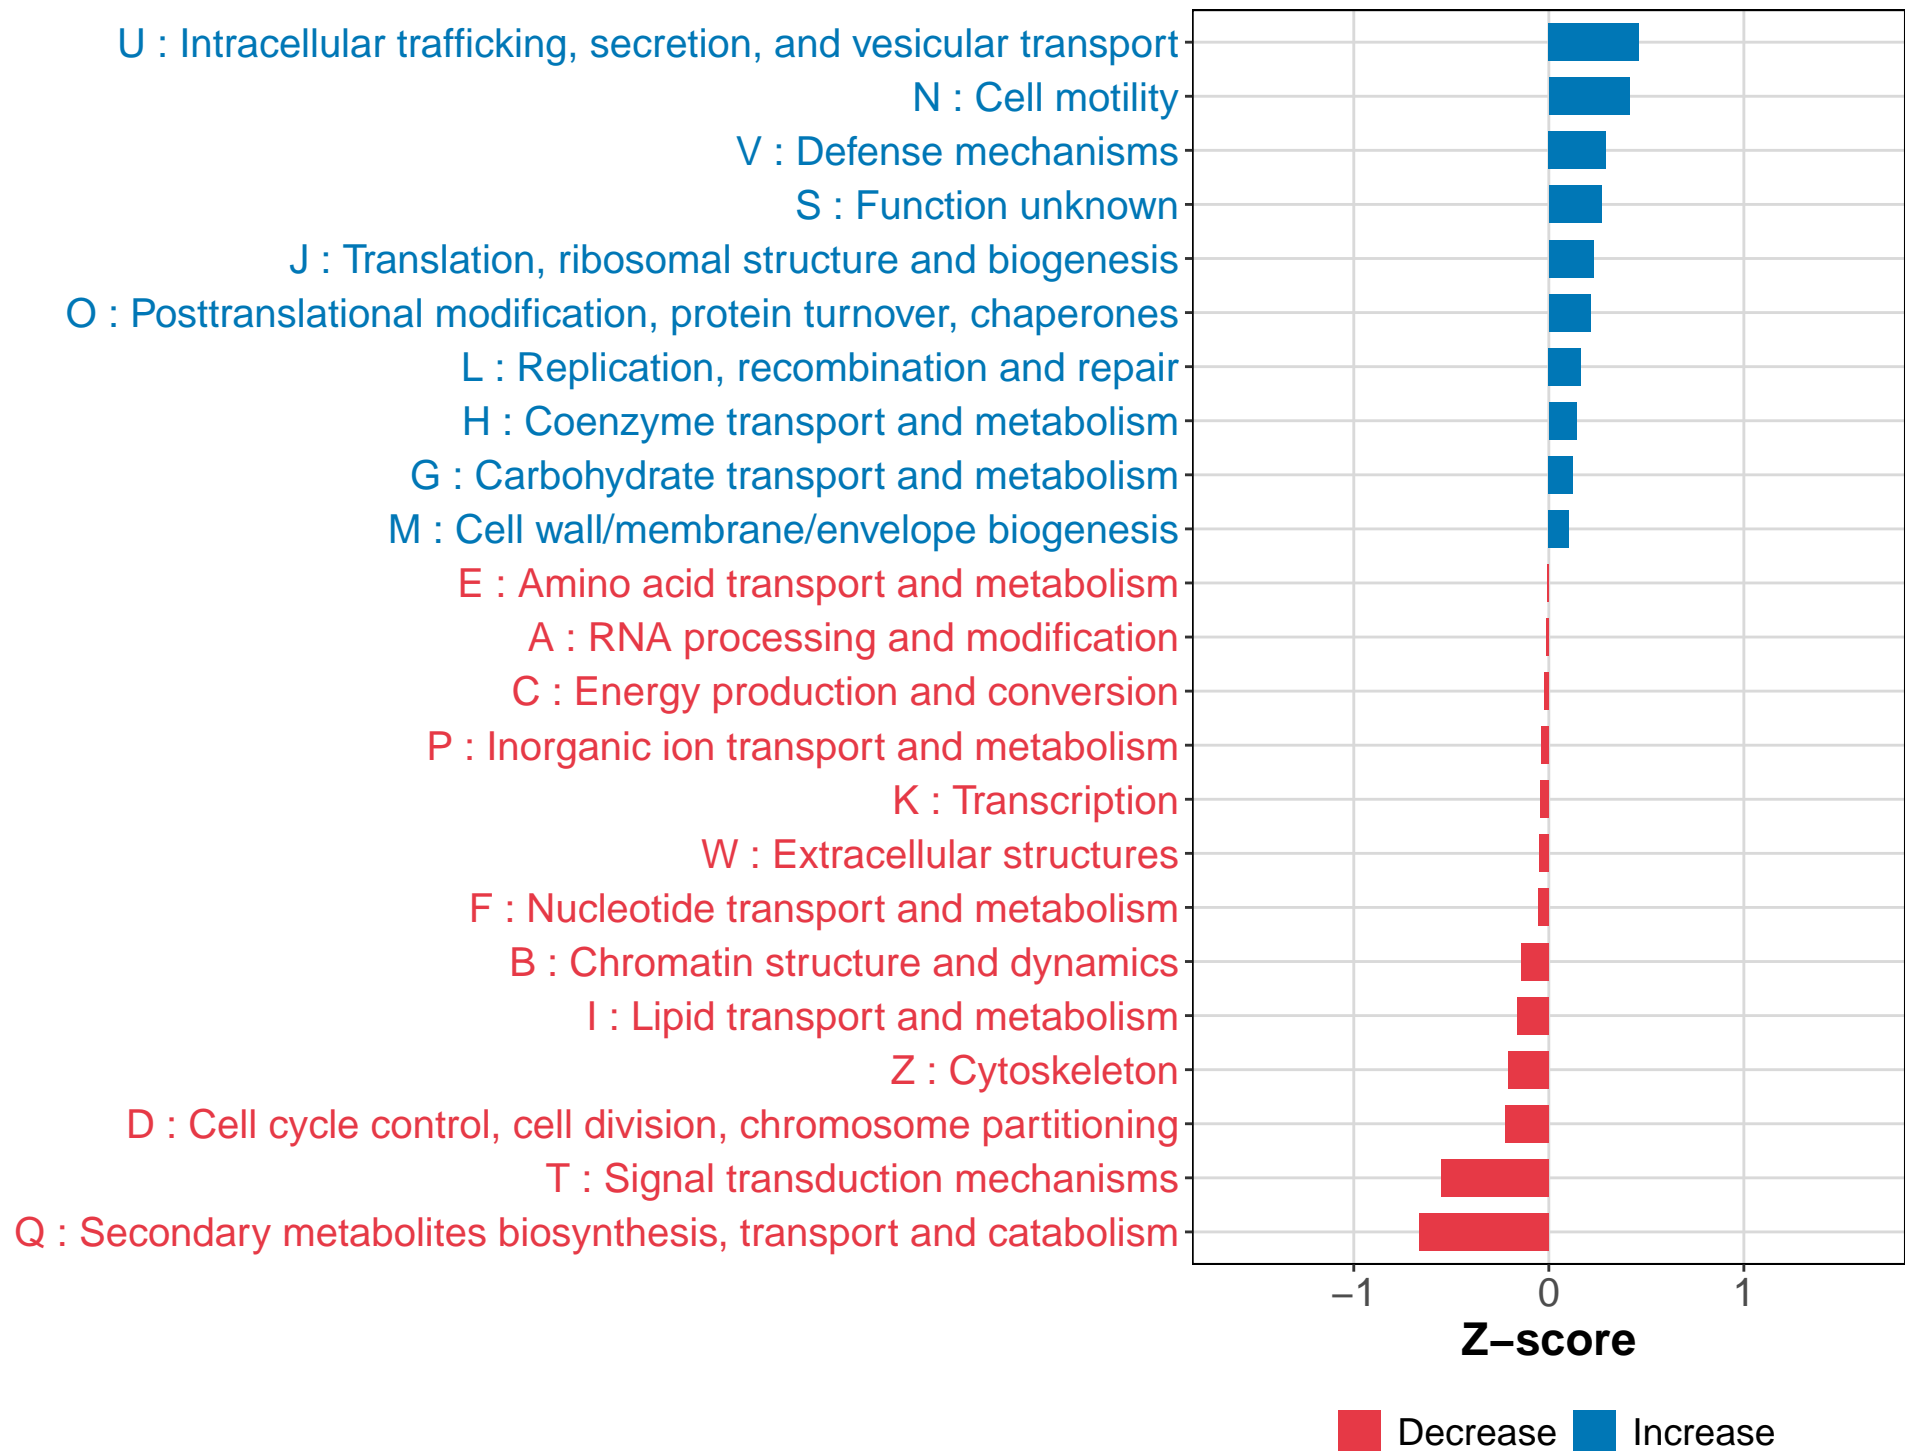 U : Intracellular trafficking, secretion, and vesicular transport
N : Cell motility
V : Defense mechanisms
S : Function unknown
J : Translation, ribosomal structure and biogenesis
O : Posttranslational modification, protein turnover, chaperones
L : Replication, recombination and repair
H : Coenzyme transport and metabolism
G : Carbohydrate transport and metabolism
M : Cell wall/membrane/envelope biogenesis
E : Amino acid transport and metabolism
A : RNA processing and modification
C : Energy production and conversion
P : Inorganic ion transport and metabolism
K : Transcription
W : Extracellular structures
F : Nucleotide transport and metabolism
B : Chromatin structure and dynamics
I : Lipid transport and metabolism
Z : Cytoskeleton
D : Cell cycle control, cell division, chromosome partitioning
T : Signal transduction mechanisms
Q : Secondary metabolites biosynthesis, transport and catabolism
−1 0 1
Z−score
Decrease Increase